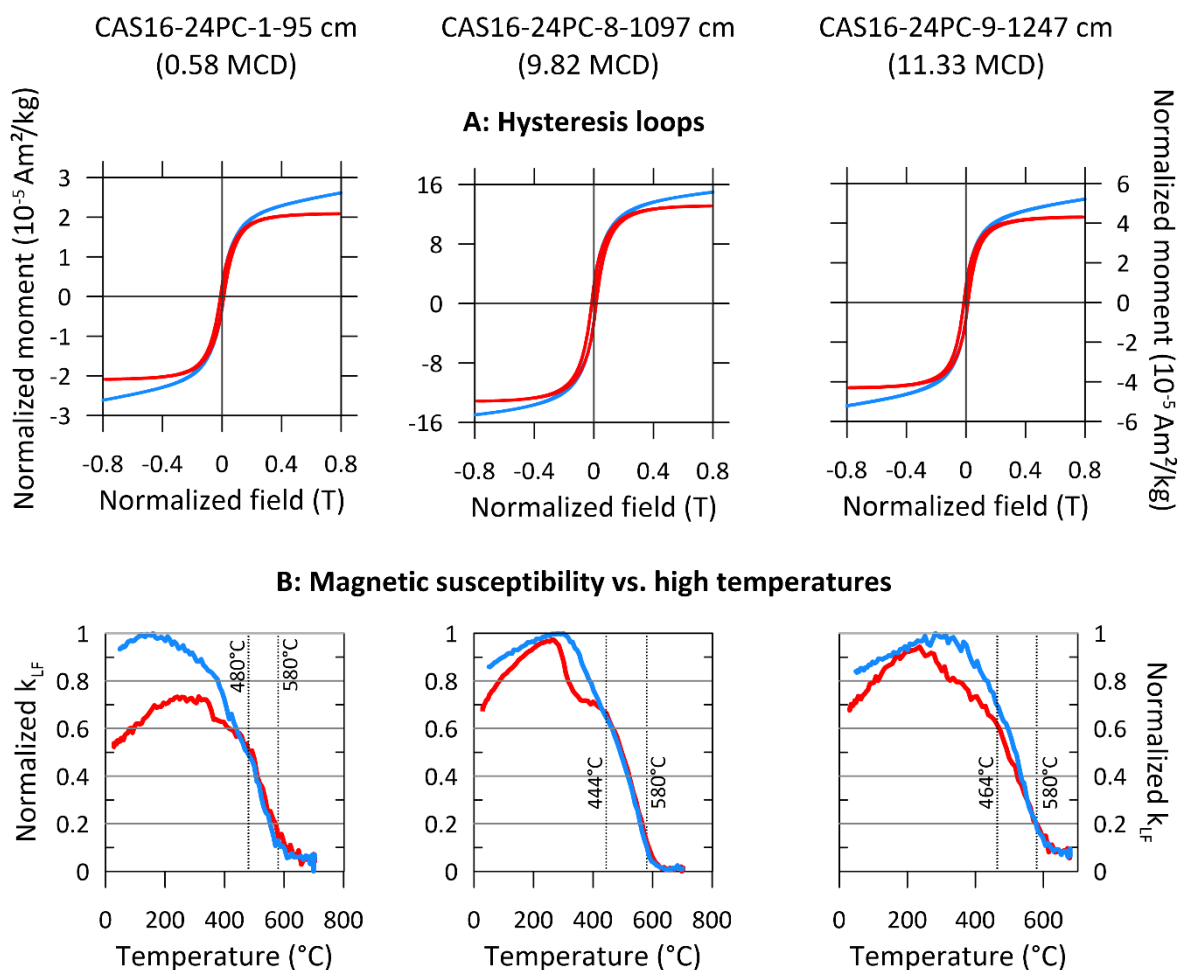 CAS16-24PC-1-95 cm
(0.58 MCD)
CAS16-24PC-8-1097 cm
(9.82 MCD)
CAS16-24PC-9-1247 cm
(11.33 MCD)
A: Hysteresis loops
Normalized moment (10⁻⁵ Am²/kg)
3
2
1
0
-1
-2
-3
-0.8 -0.4 0 0.4 0.8
Normalized field (T)
16
8
0
-8
-16
-0.8 -0.4 0 0.4 0.8
Normalized field (T)
6
4
2
0
-2
-4
-6
-0.8 -0.4 0 0.4 0.8
Normalized field (T)
Normalized moment (10⁻⁵ Am²/kg)
B: Magnetic susceptibility vs. high temperatures
Normalized k_LF
1
0.8
0.6
0.4
0.2
0
480°C
580°C
0 200 400 600 800
Temperature (°C)
1
0.8
0.6
0.4
0.2
0
444°C
580°C
0 200 400 600 800
Temperature (°C)
1
0.8
0.6
0.4
0.2
0
464°C
580°C
0 200 400 600
Temperature (°C)
Normalized k_LF